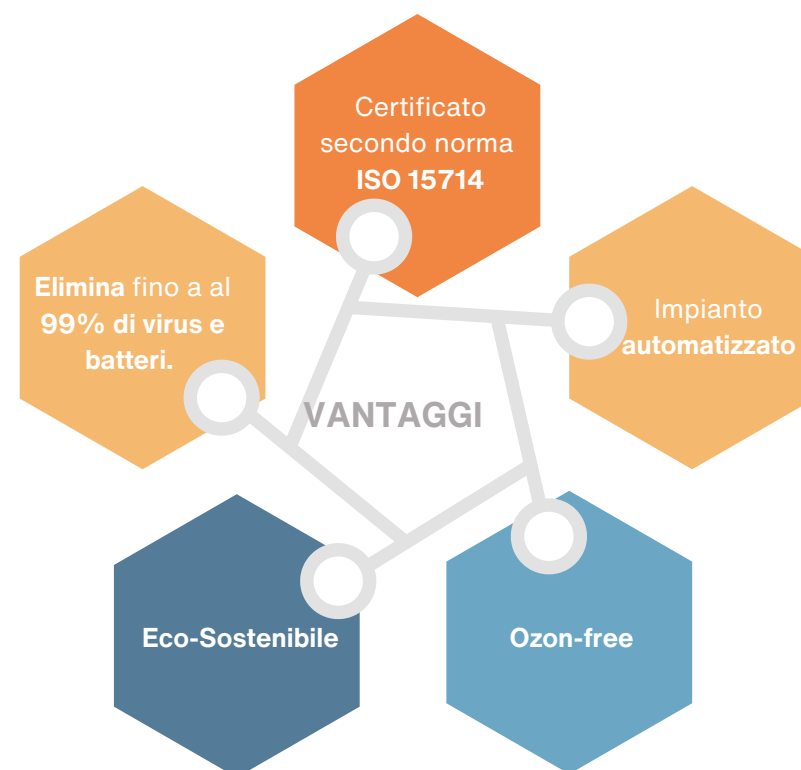 Certificato
secondo norma
ISO 15714
Elimina fino a al
99% di virus e
batteri.
Impianto
automatizzato
VANTAGGI
Eco-Sostenibile
Ozon-free